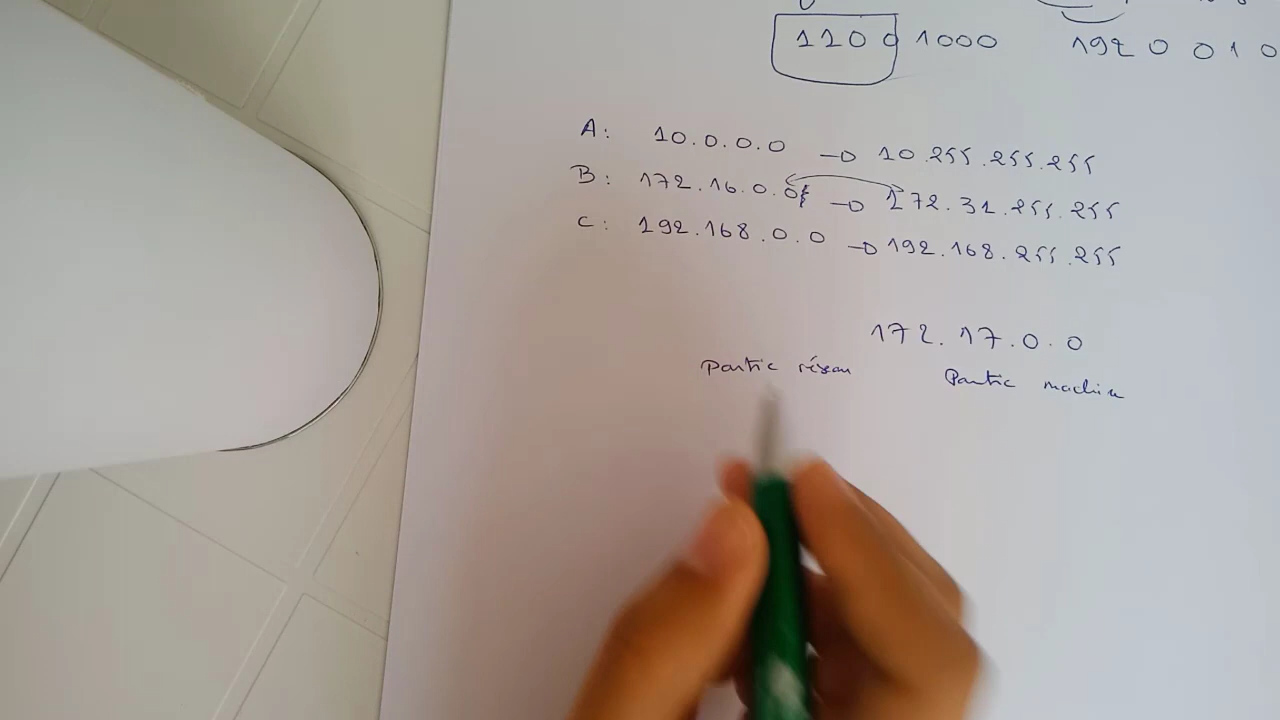 1100 1000 192 0 0 1 0
A: 10.0.0.0 → 10.255.255.255
B: 172.16.0.0 → 172.31.255.255
C: 192.168.0.0 → 192.168.255.255
172.17.0.0
Partie réseau Partie machine